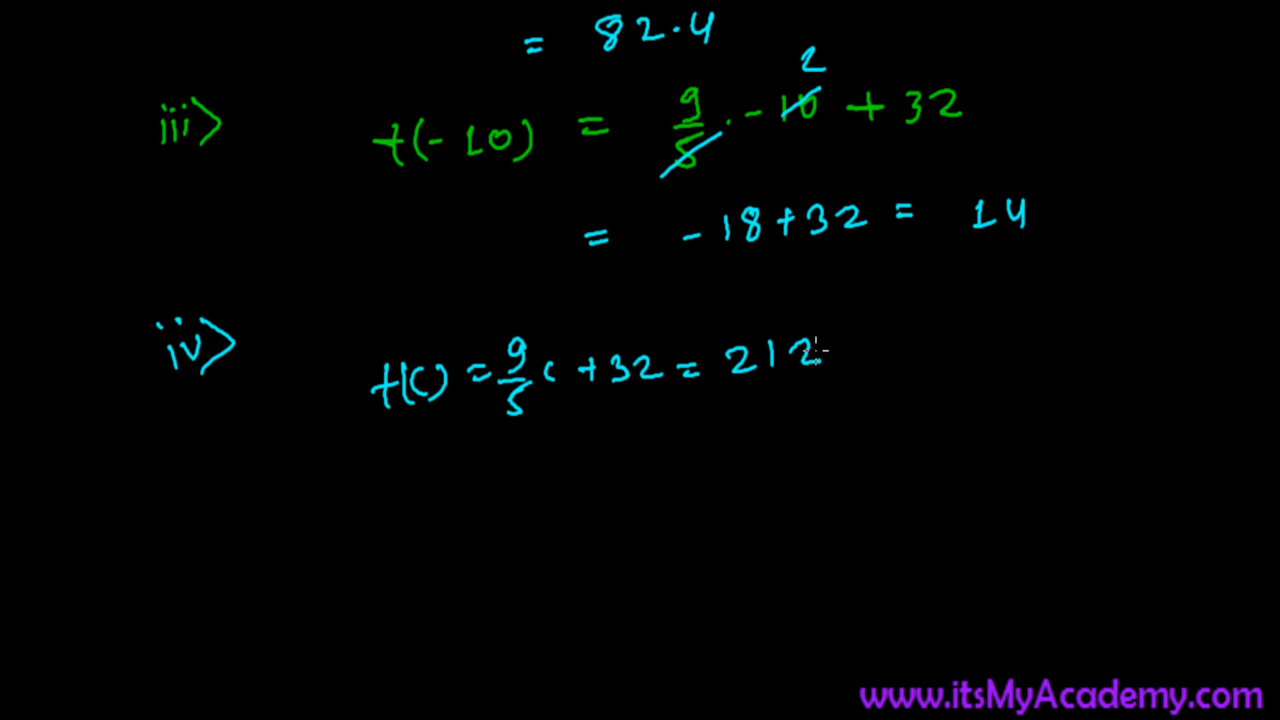 = 82.4
iii> t(-10) = 9/5 . -10 2 + 32
= -18+32 = 14
iv> t(c) = 9/5 c + 32 = 212
www.itsMyAcademy.com